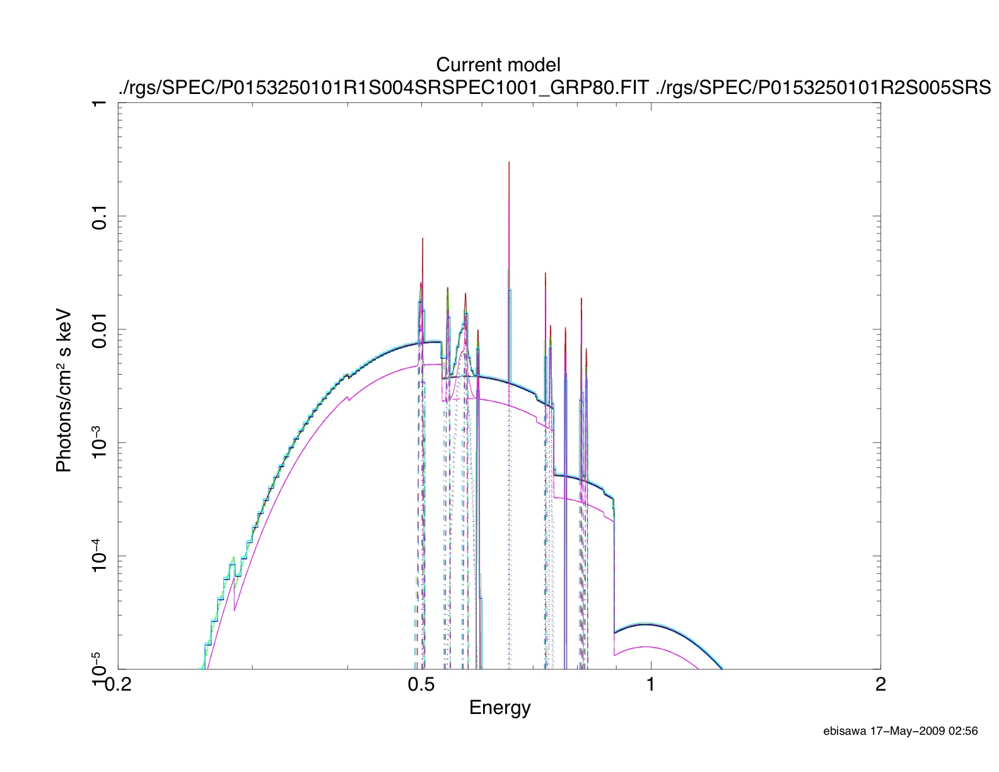 Current model
./rgs/SPEC/P0153250101R1S004SRSPEC1001_GRP80.FIT ./rgs/SPEC/P0153250101R2S005SRS
1
0.1
0.01
10−3
10−4
10−5
Photons/cm2 s keV
0.2 0.5 1 2
Energy
ebisawa 17−May−2009 02:56